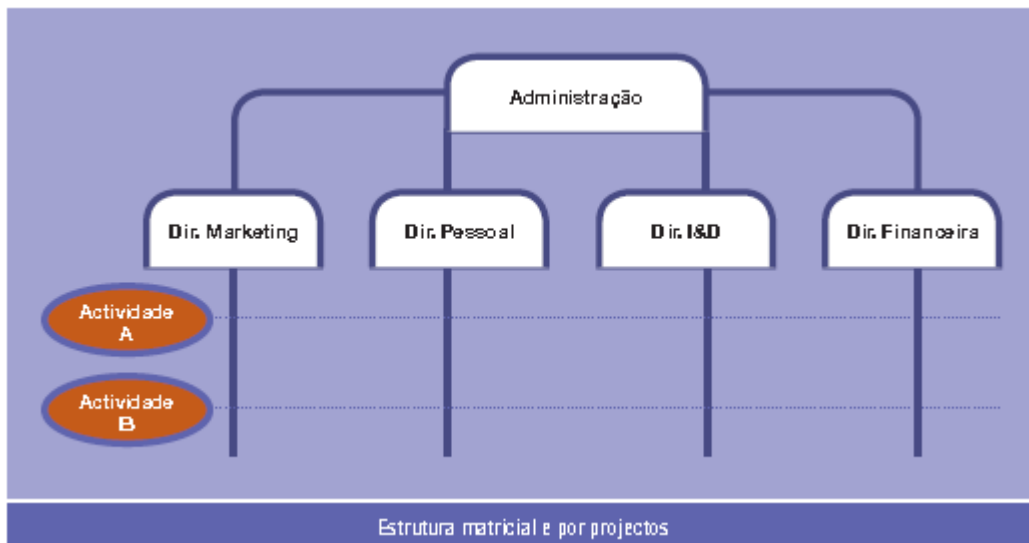 Administração
Dir. Marketing
Dir. Pessoal
Dir. I&D
Dir. Financeira
Actividade
A
Actividade
B
Estrutura matricial e por projectos